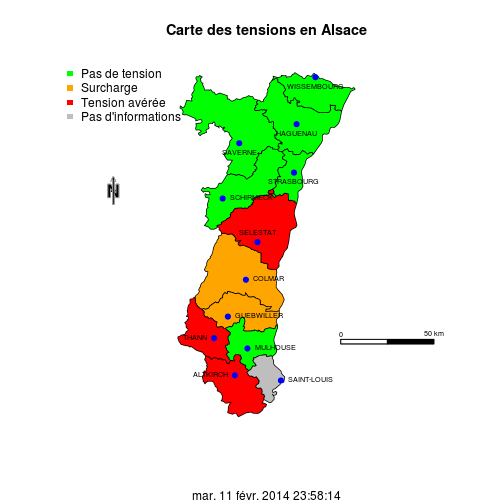 Carte des tensions en Alsace
Pas de tension
Surcharge
Tension avérée
Pas d'informations
WISSEMBOURG
HAGUENAU
SAVERNE
STRASBOURG
N
SCHIRMECK
SELESTAT
COLMAR
GUEBWILLER
THANN
MULHOUSE
0 50 km
ALTKIRCH
SAINT-LOUIS
mar. 11 févr. 2014 23:58:14